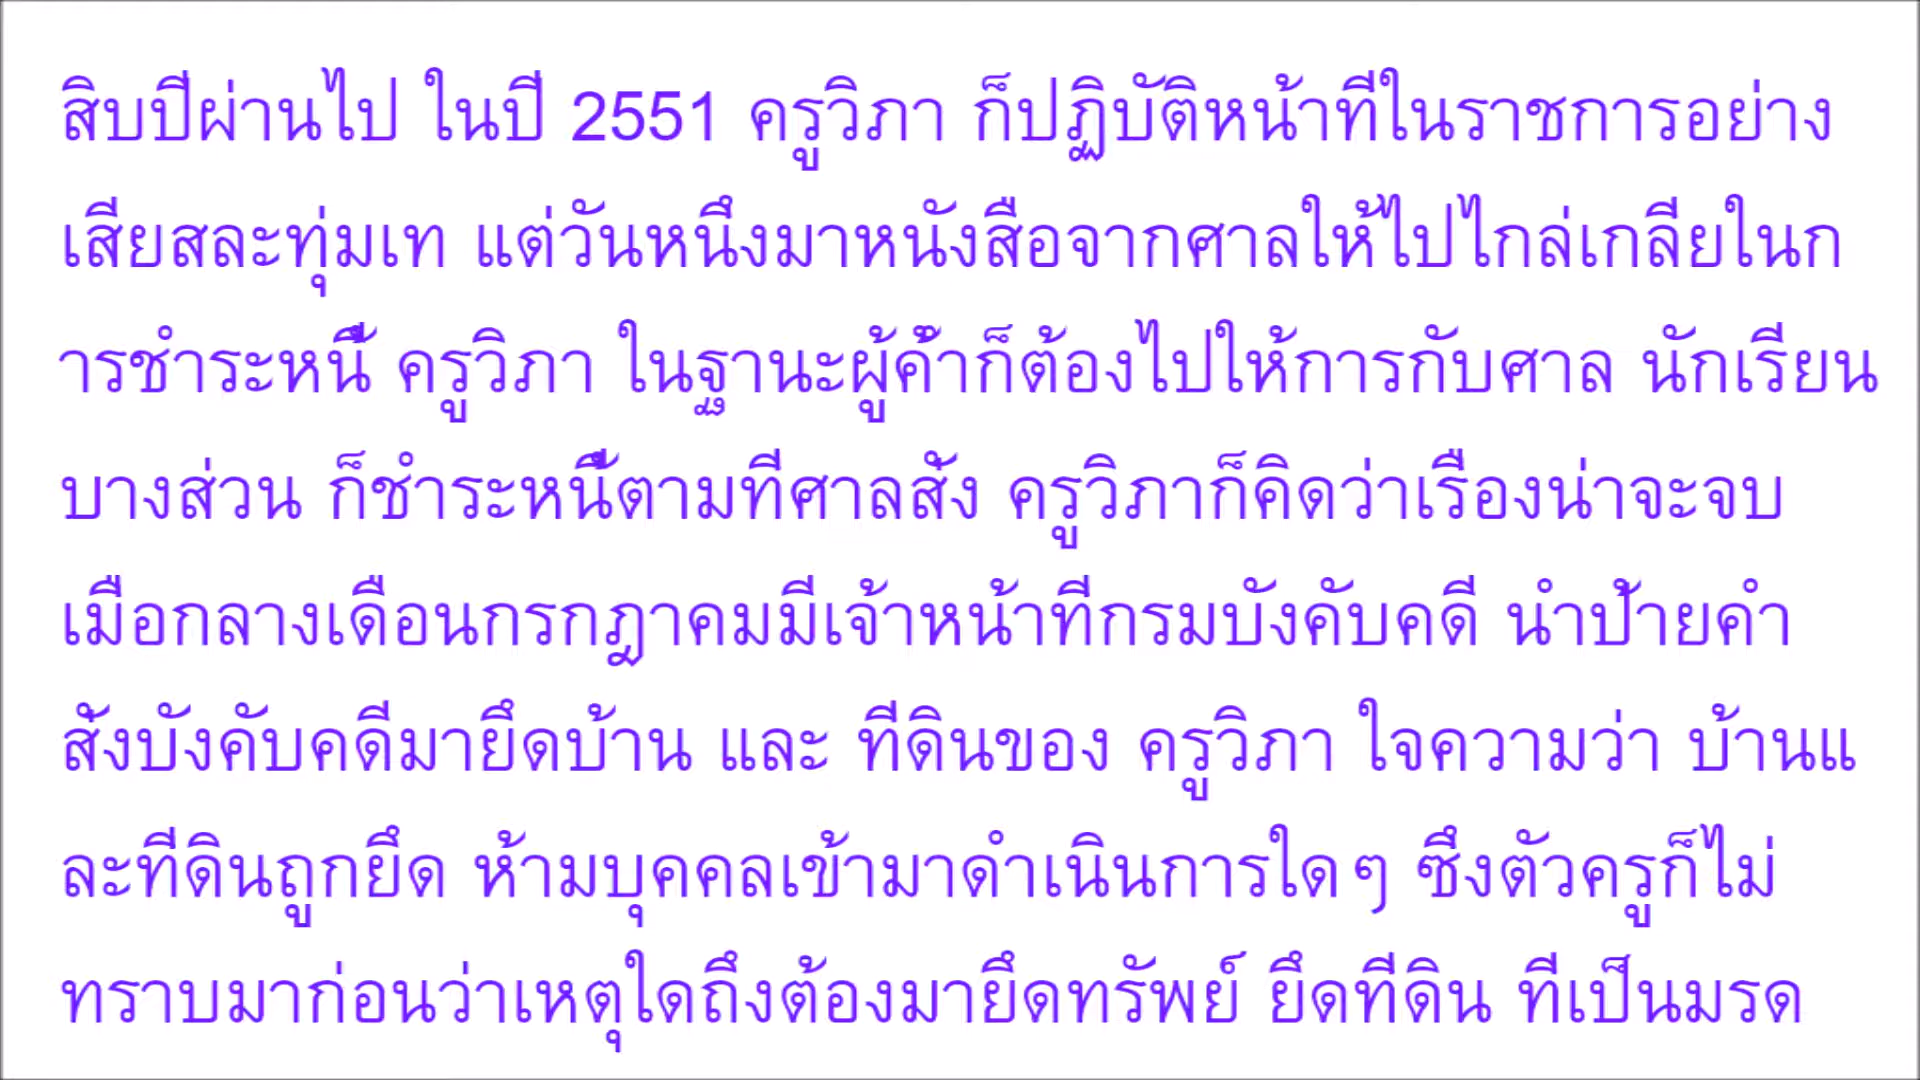 สิบปีผ่านไป ในปี 2551 ครูวิภา ก็ปฏิบัติหน้าที่ในราชการอย่าง
เสียสละทุ่มเท แต่วันหนึ่งมาหนังสือจากศาลให้ไปไกล่เกลี่ยในก
ารชำระหนี้ ครูวิภา ในฐานะผู้ค้ำก็ต้องไปให้การกับศาล นักเรียน
บางส่วน ก็ชำระหนี้ตามที่ศาลสั่ง ครูวิภาก็คิดว่าเรื่องน่าจะจบ
เมื่อกลางเดือนกรกฎาคมมีเจ้าหน้าที่กรมบังคับคดี นำป้ายคำ
สั่งบังคับคดีมายึดบ้าน และ ที่ดินของ ครูวิภา ใจความว่า บ้านแ
ละที่ดินถูกยึด ห้ามบุคคลเข้ามาดำเนินการใดๆ ซึ่งตัวครูก็ไม่
ทราบมาก่อนว่าเหตุใดถึงต้องมายึดทรัพย์ ยึดที่ดิน ที่เป็นมรด